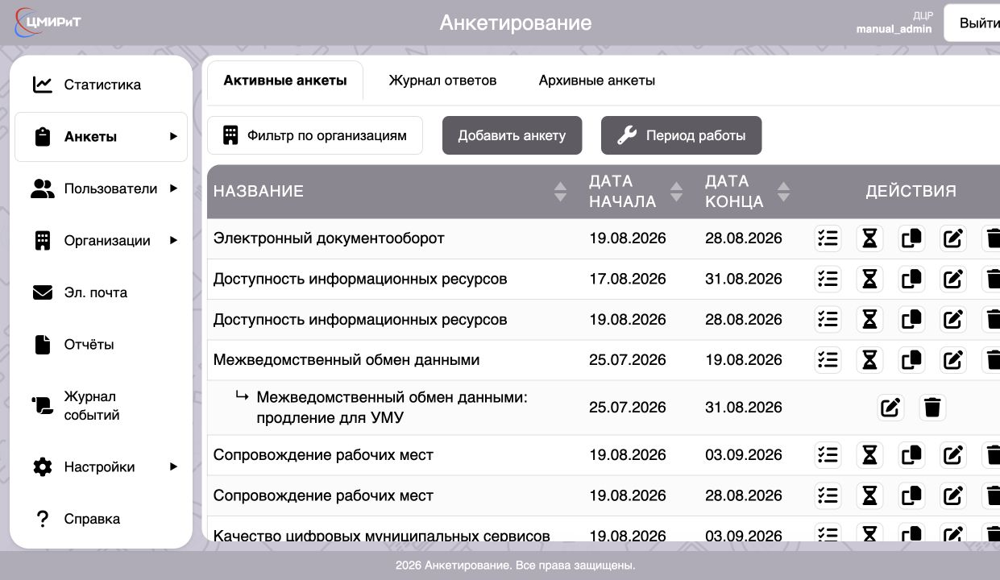 ЦМИРиТ
Анкетирование
ДЦР
manual_admin
Выйти
Статистика
Анкеты
Пользователи
Организации
Эл. почта
Отчёты
Журнал
событий
Настройки
Справка
Активные анкеты
Журнал ответов
Архивные анкеты
Фильтр по организациям
Добавить анкету
Период работы
НАЗВАНИЕ
ДАТА
НАЧАЛА
ДАТА
КОНЦА
ДЕЙСТВИЯ
Электронный документооборот 19.08.2026 28.08.2026
Доступность информационных ресурсов 17.08.2026 31.08.2026
Доступность информационных ресурсов 19.08.2026 28.08.2026
Межведомственный обмен данными 25.07.2026 19.08.2026
Межведомственный обмен данными:
продление для УМУ 25.07.2026 31.08.2026
Сопровождение рабочих мест 19.08.2026 03.09.2026
Сопровождение рабочих мест 19.08.2026 28.08.2026
Качество цифровых муниципальных сервисов 19.08.2026 03.09.2026
2026 Анкетирование. Все права защищены.